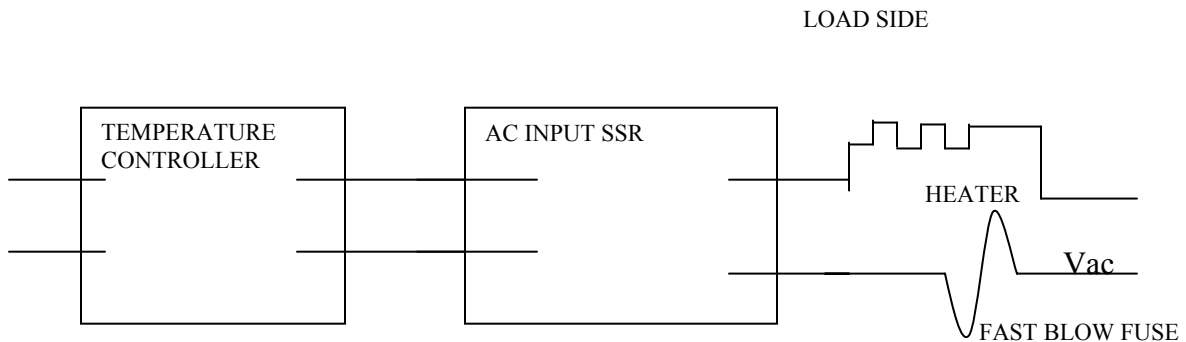 LOAD SIDE
TEMPERATURE
CONTROLLER
AC INPUT SSR
HEATER
Vac
FAST BLOW FUSE